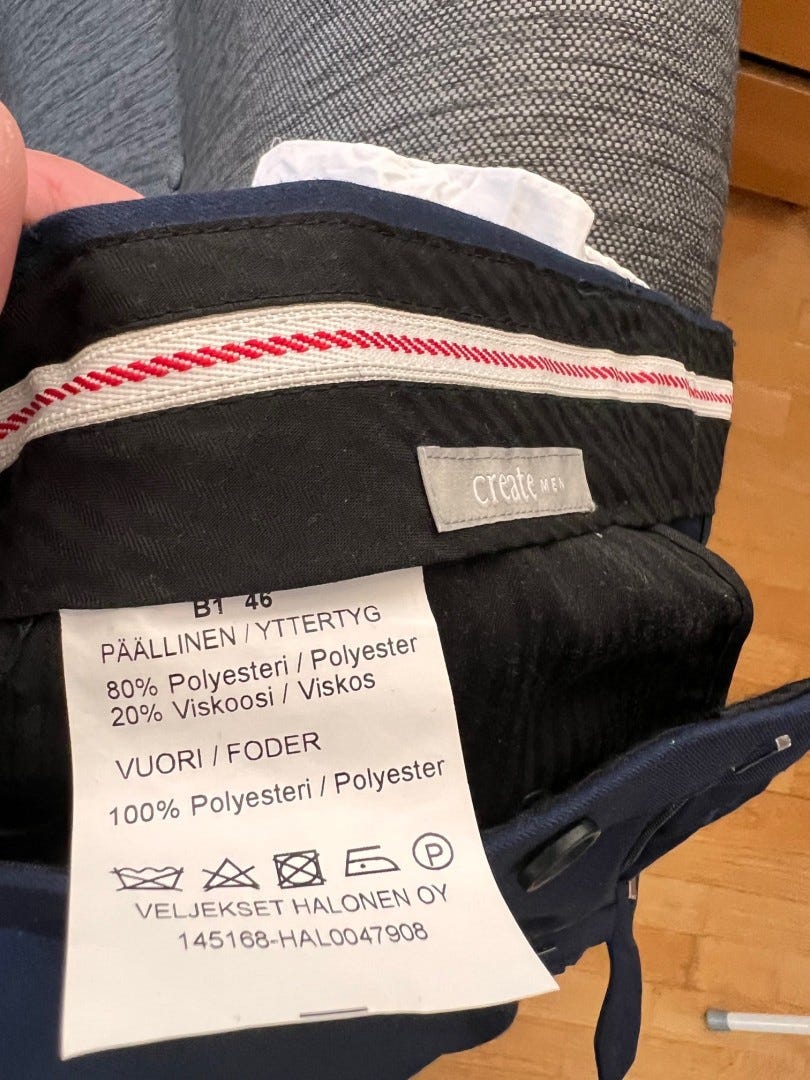 create MEN
B1 46
PÄÄLLINEN / YTTERTYG
80% Polyesteri / Polyester
20% Viskoosi / Viskos
VUORI / FODER
100% Polyesteri / Polyester
P
VELJEKSET HALONEN OY
145168-HAL0047908